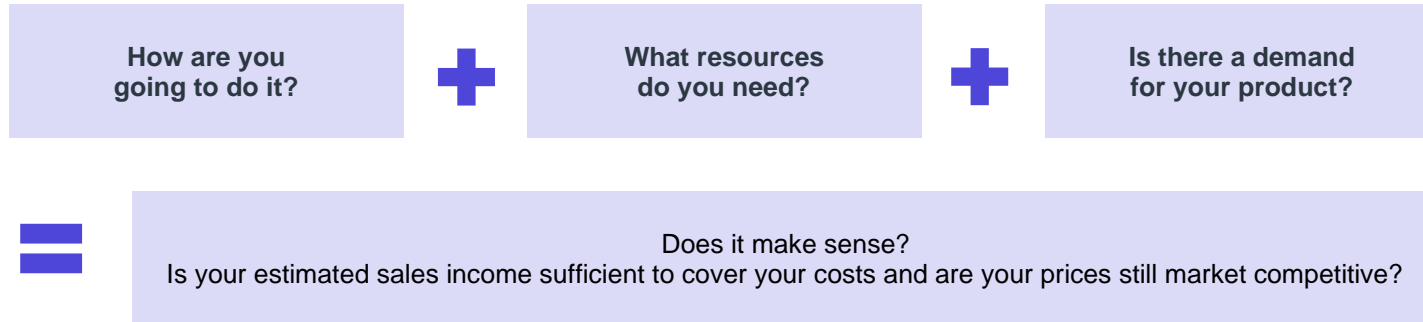 How are you
going to do it?
What resources
do you need?
Is there a demand
for your product?
Does it make sense?
Is your estimated sales income sufficient to cover your costs and are your prices still market competitive?